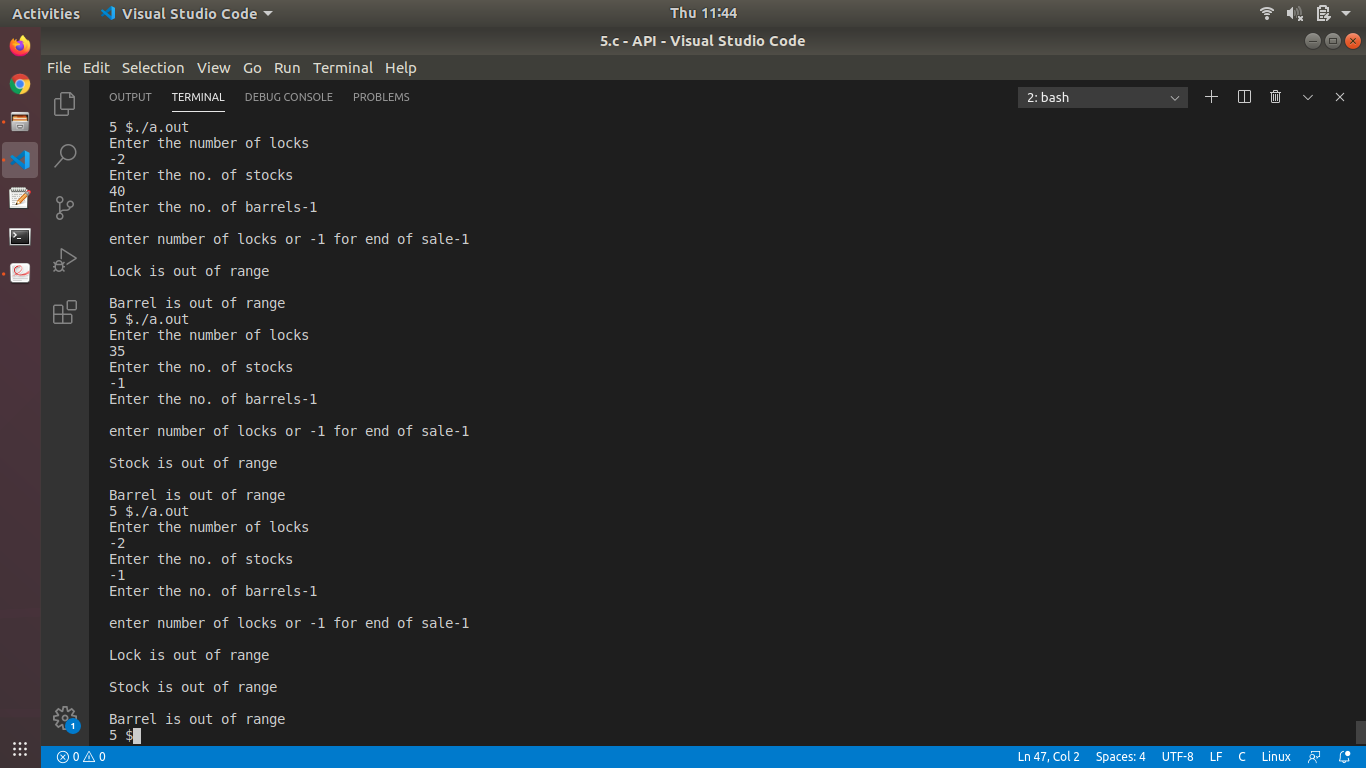 Activities Visual Studio Code Thu 11:44
5.c - API - Visual Studio Code
File Edit Selection View Go Run Terminal Help
OUTPUT TERMINAL DEBUG CONSOLE PROBLEMS 2: bash
5 $./a.out
Enter the number of locks
-2
Enter the no. of stocks
40
Enter the no. of barrels-1
enter number of locks or -1 for end of sale-1
Lock is out of range
Barrel is out of range
5 $./a.out
Enter the number of locks
35
Enter the no. of stocks
-1
Enter the no. of barrels-1
enter number of locks or -1 for end of sale-1
Stock is out of range
Barrel is out of range
5 $./a.out
Enter the number of locks
-2
Enter the no. of stocks
-1
Enter the no. of barrels-1
enter number of locks or -1 for end of sale-1
Lock is out of range
Stock is out of range
Barrel is out of range
5 $
1
0 0 Ln 47, Col 2 Spaces: 4 UTF-8 LF C Linux